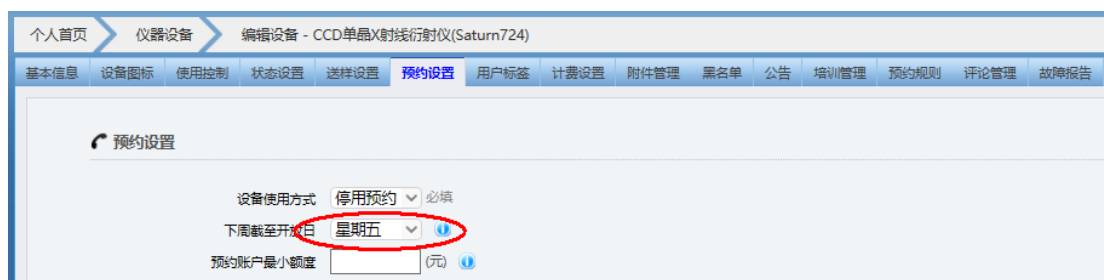 个人首页 仪器设备 编辑设备 - CCD单晶X射线衍射仪(Saturn724)
基本信息 设备图标 使用控制 状态设置 送样设置 预约设置 用户标签 计费设置 附件管理 黑名单 公告 培训管理 预约规则 评论管理 故障报告
预约设置
设备使用方式 停用预约 必填
下周截至开放日 星期五
预约账户最小额度 (元)